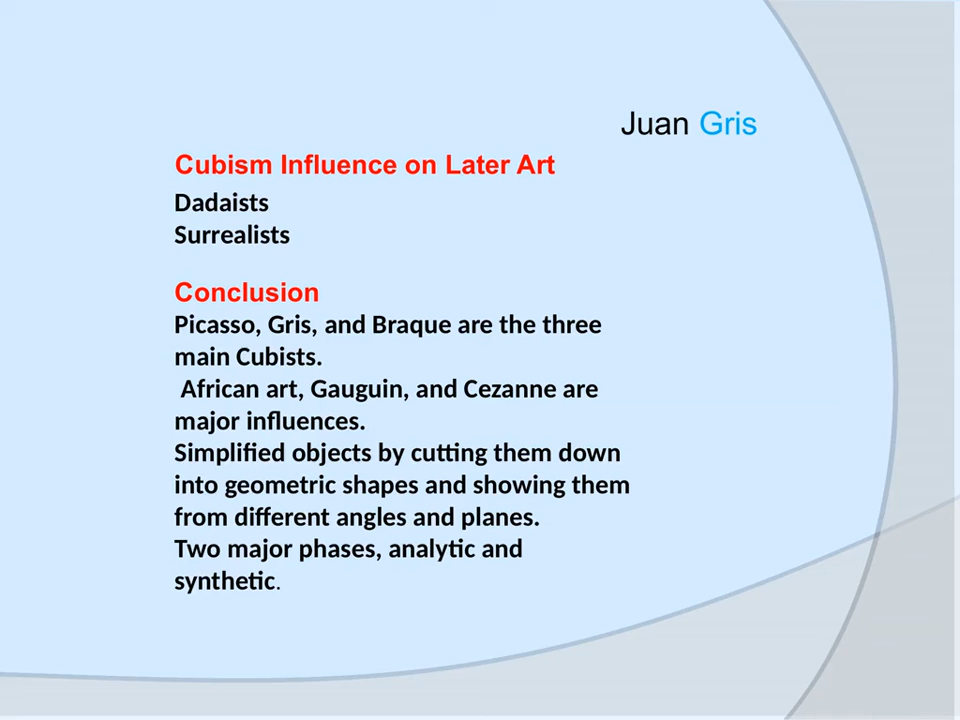 Juan Gris
Cubism Influence on Later Art
Dadaists
Surrealists
Conclusion
Picasso, Gris, and Braque are the three
main Cubists.
African art, Gauguin, and Cezanne are
major influences.
Simplified objects by cutting them down
into geometric shapes and showing them
from different angles and planes.
Two major phases, analytic and
synthetic.